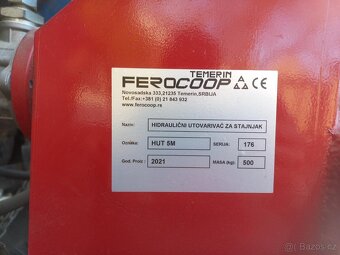 TEMERIN
FEROCOOP CE
Novosadska 333,21235 Temerin,SRBIJA
Tel./Fax:+381 (0) 21 843 932
www.ferocoop.rs
Naziv: HIDRAULIČNI UTOVARIVAČ ZA STAJNJAK
Oznaka: HUT 5M SERIJA: 176
God. Proiz.: 2021 MASA (kg): 500
Bazos.cz